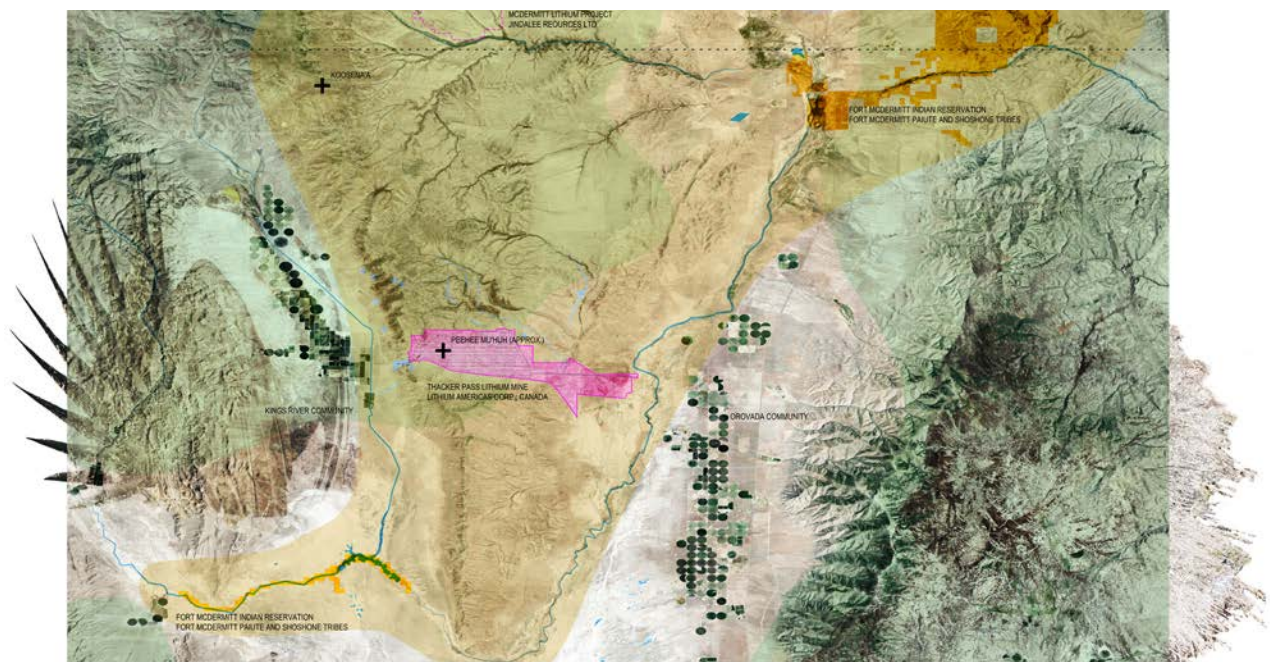 MCDERMITT LITHIUM PROJECT
JINDALEE REOURCES LTD
KOOSENA'A
FORT MCDERMITT INDIAN RESERVATION
FORT MCDERMITT PAIUTE AND SHOSHONE TRIBES
PEEHEE MU'HUH (APPROX.)
THACKER PASS LITHIUM MINE
LITHIUM AMERICAS CORP., CANADA
KINGS RIVER COMMUNITY
OROVADA COMMUNITY
FORT MCDERMITT INDIAN RESERVATION
FORT MCDERMITT PAIUTE AND SHOSHONE TRIBES